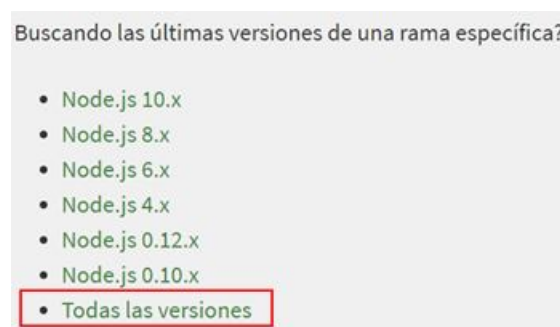 Buscando las últimas versiones de una rama específica?
Node.js 10.x
Node.js 8.x
Node.js 6.x
Node.js 4.x
Node.js 0.12.x
Node.js 0.10.x
Todas las versiones